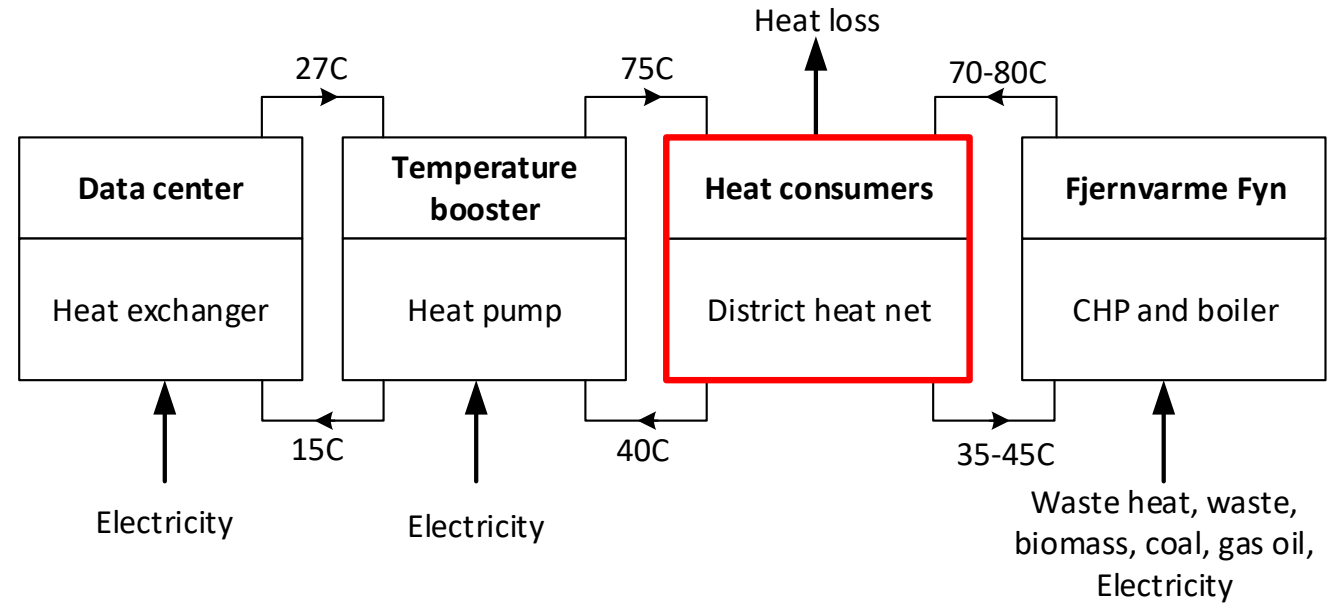 Heat loss
27C
75C
70-80C
Data center
Temperature
booster
Heat consumers
Fjernvarme Fyn
Heat exchanger
Heat pump
District heat net
CHP and boiler
15C
40C
35-45C
Electricity
Electricity
Waste heat, waste,
biomass, coal, gas oil,
Electricity